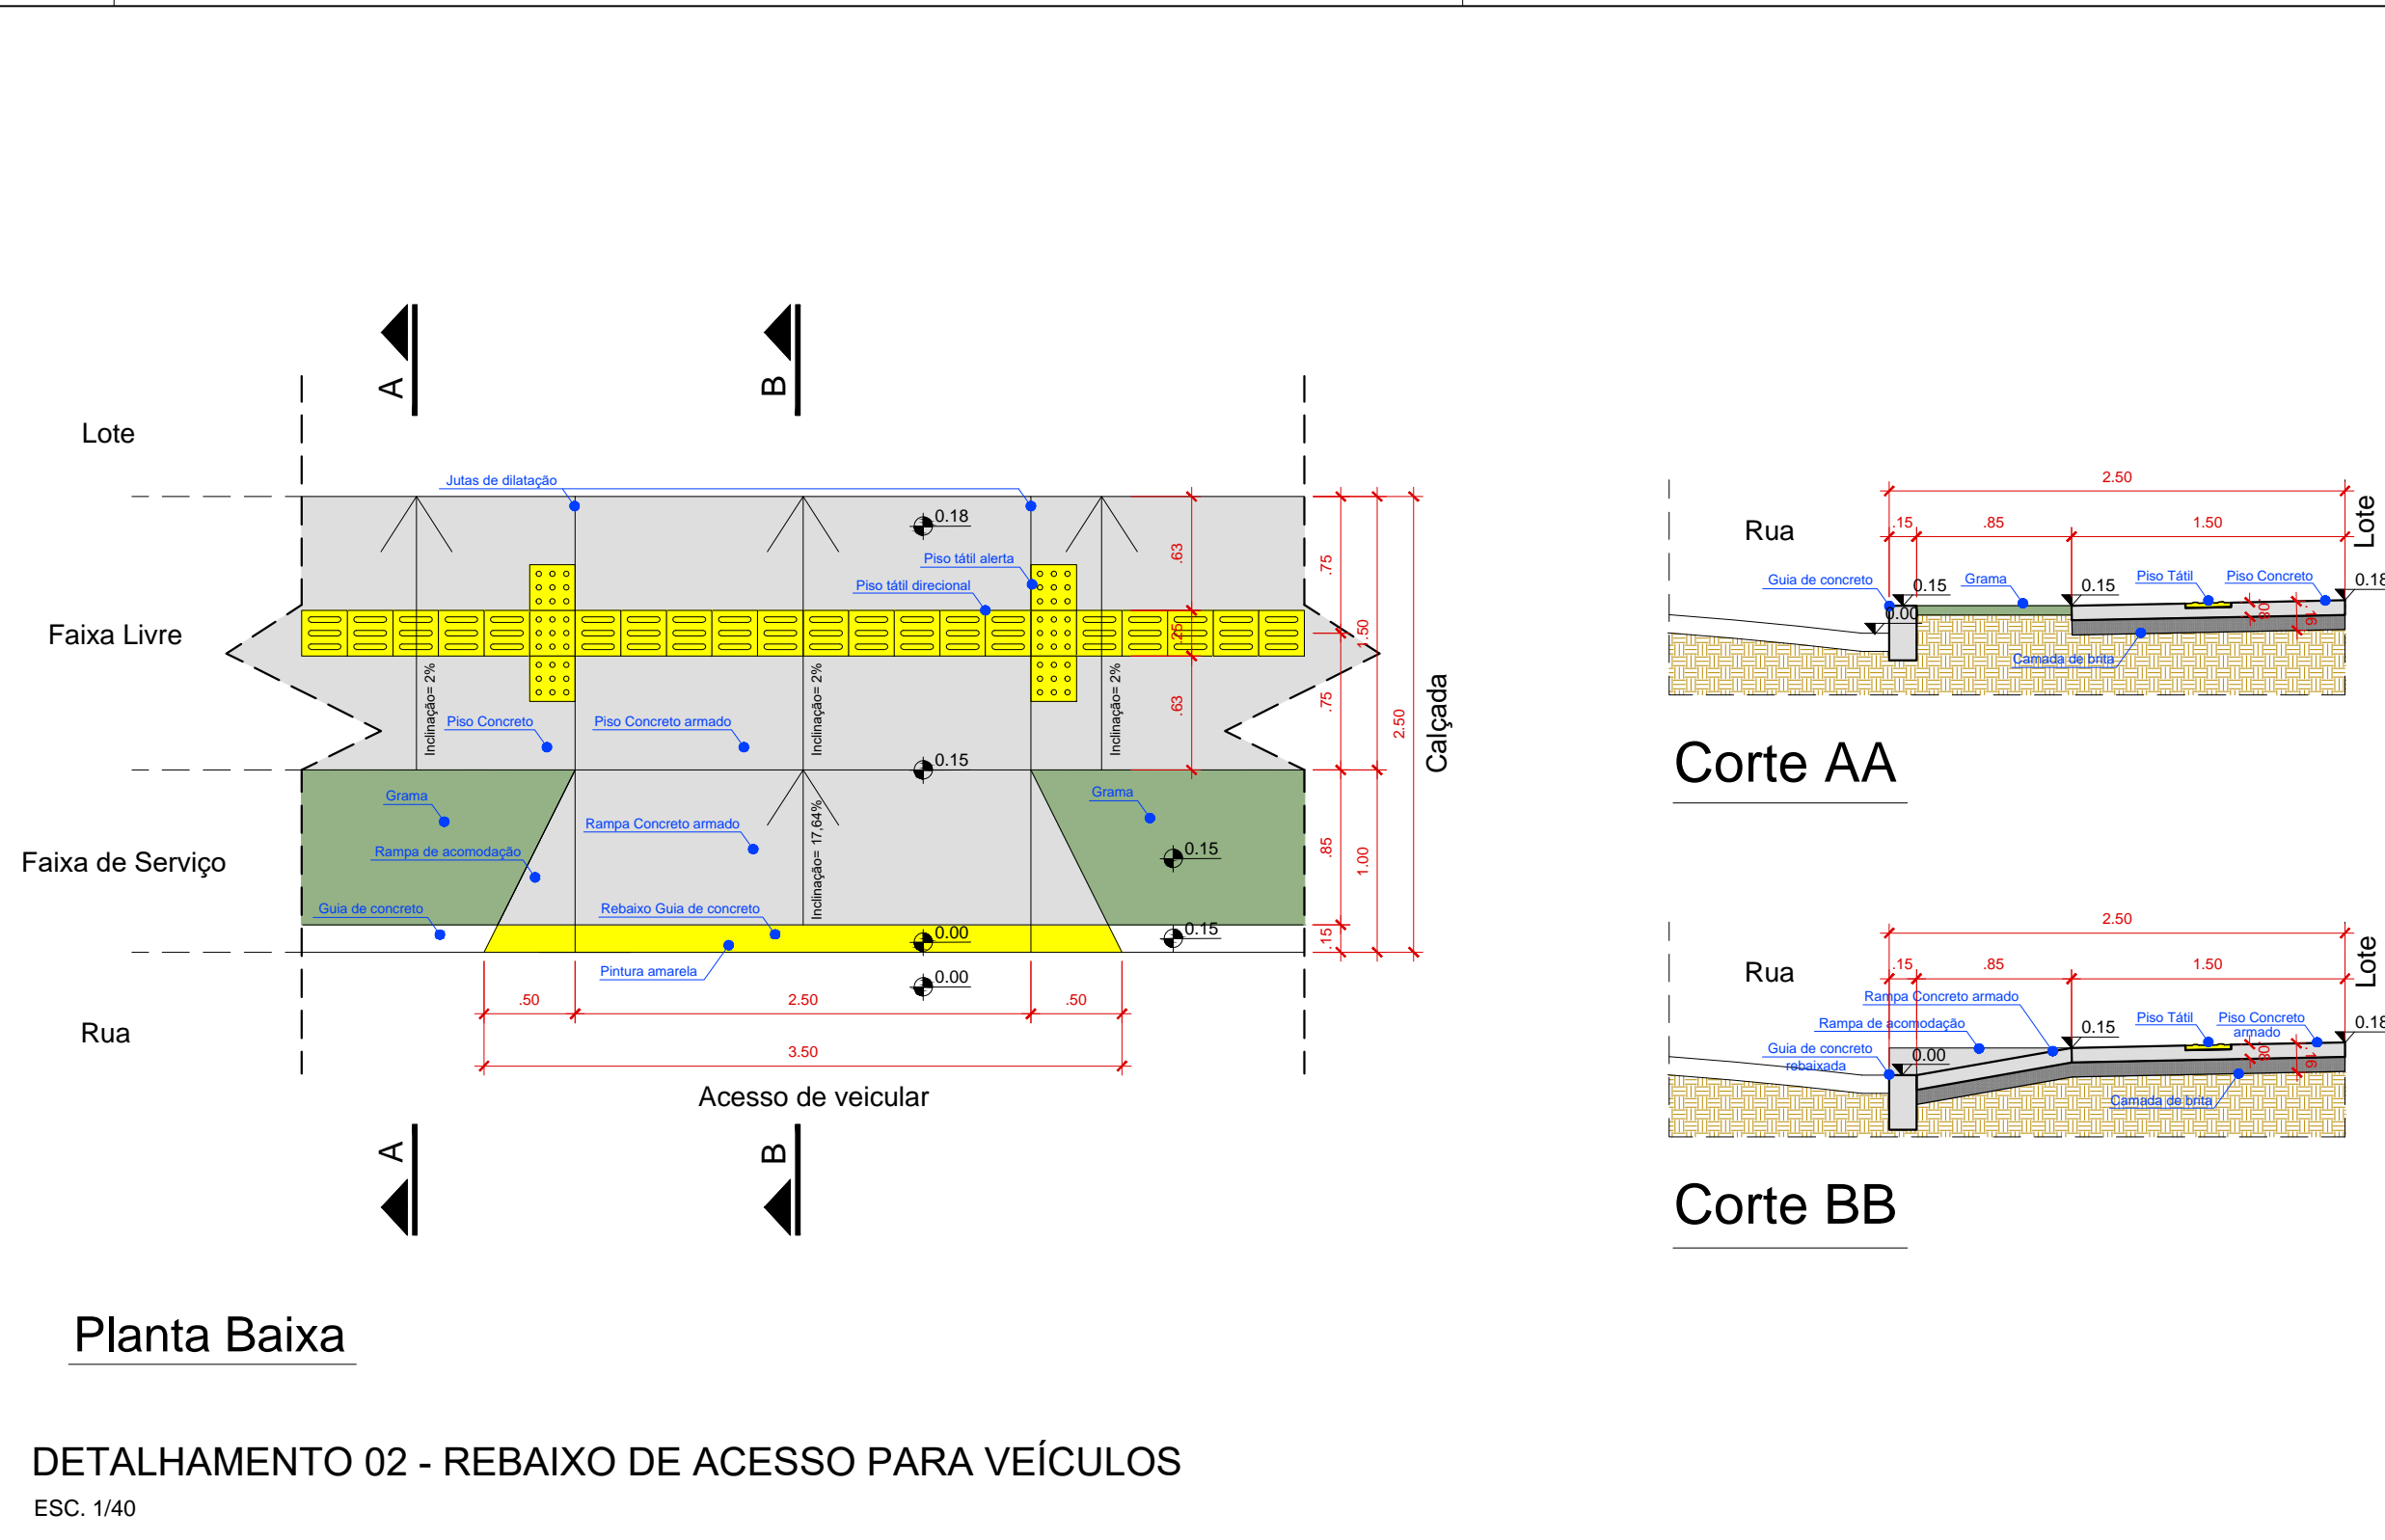 A
B
Lote
Jutas de dilatação
0.18
Piso tátil alerta
Piso tátil direcional
.63
.75
Faixa Livre
.25
1.50
Inclinação= 2%
Inclinação= 2%
Inclinação= 2%
Piso Concreto
Piso Concreto armado
.63
.75
2.50
Calçada
0.15
Grama
Grama
Rampa Concreto armado
Inclinação= 17,64%
Faixa de Serviço
Rampa de acomodação
0.15
.85
1.00
Guia de concreto
Rebaixo Guia de concreto
0.00
0.15
.15
Pintura amarela
0.00
.50
2.50
.50
Rua
3.50
Acesso de veicular
A
B
Planta Baixa
2.50
Rua
.15
.85
1.50
Lote
Guia de concreto
0.15
Grama
0.15
Piso Tátil
Piso Concreto
0.18
0.00
.08
.16
Camada de brita
Corte AA
2.50
Rua
.15
.85
1.50
Lote
Rampa Concreto armado
Rampa de acomodação
0.15
Piso Tátil
Piso Concreto
armado
0.18
Guia de concreto
rebaixada
0.00
.08
.16
Camada de brita
Corte BB
DETALHAMENTO 02 - REBAIXO DE ACESSO PARA VEÍCULOS
ESC. 1/40